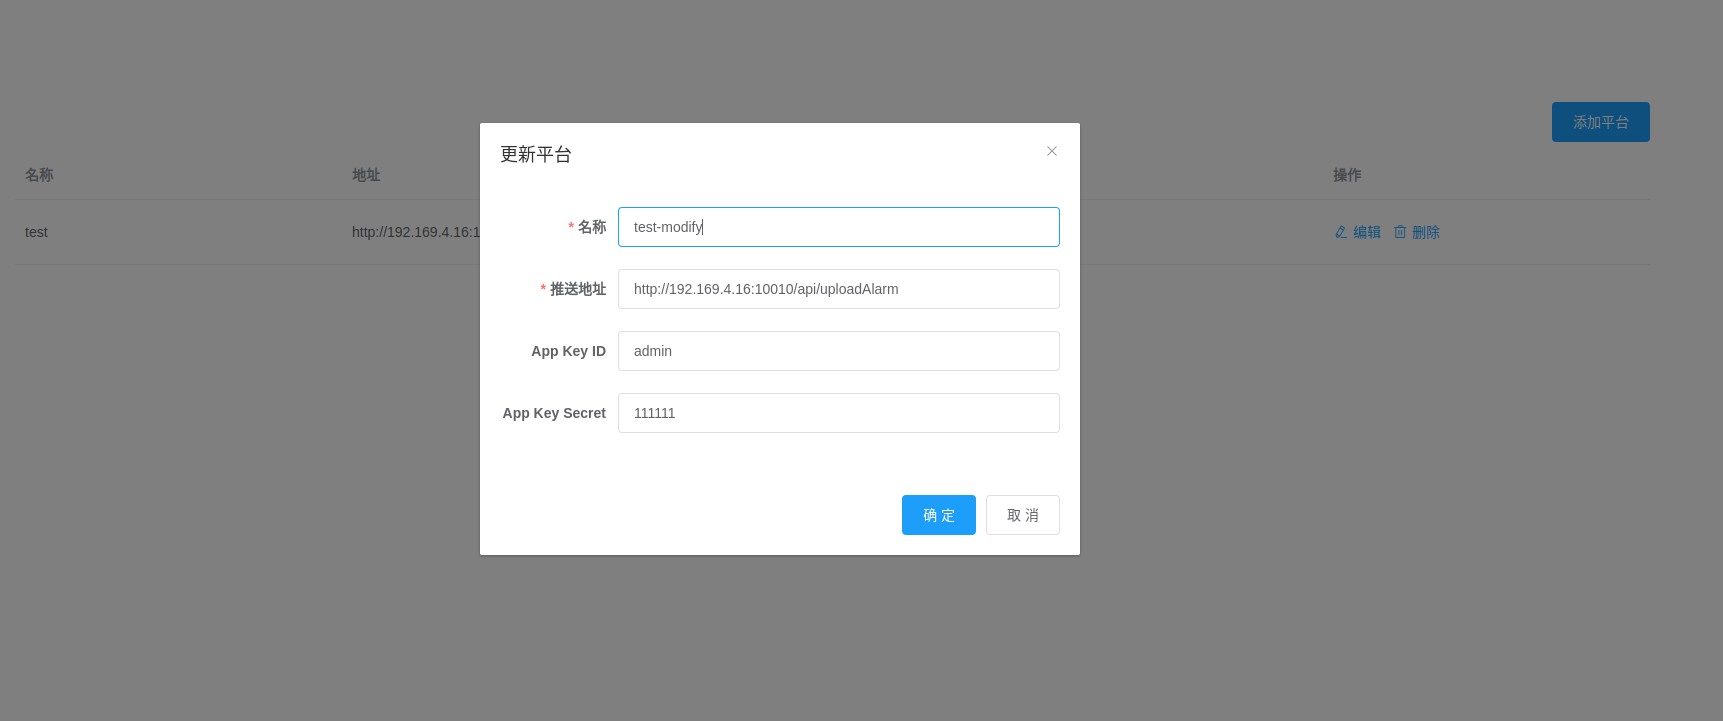 添加平台
名称 地址 操作
test http://192.169.4.16:1 编辑 删除
更新平台
* 名称 test-modify
* 推送地址 http://192.169.4.16:10010/api/uploadAlarm
App Key ID admin
App Key Secret 111111
确 定 取 消